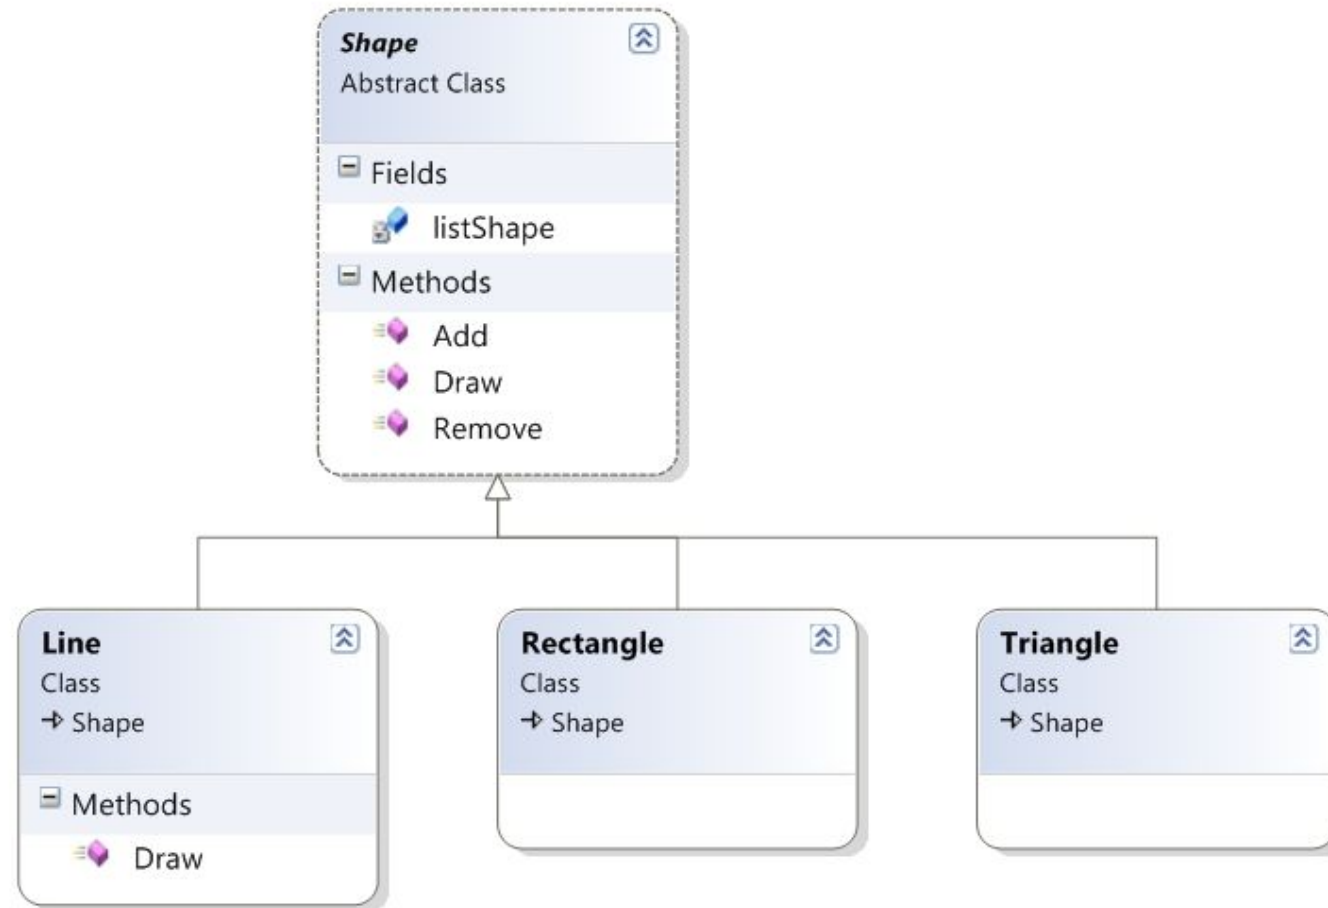 Shape
Abstract Class
Fields
listShape
Methods
Add
Draw
Remove
Line
Class
Shape
Methods
Draw
Rectangle
Class
Shape
Triangle
Class
Shape